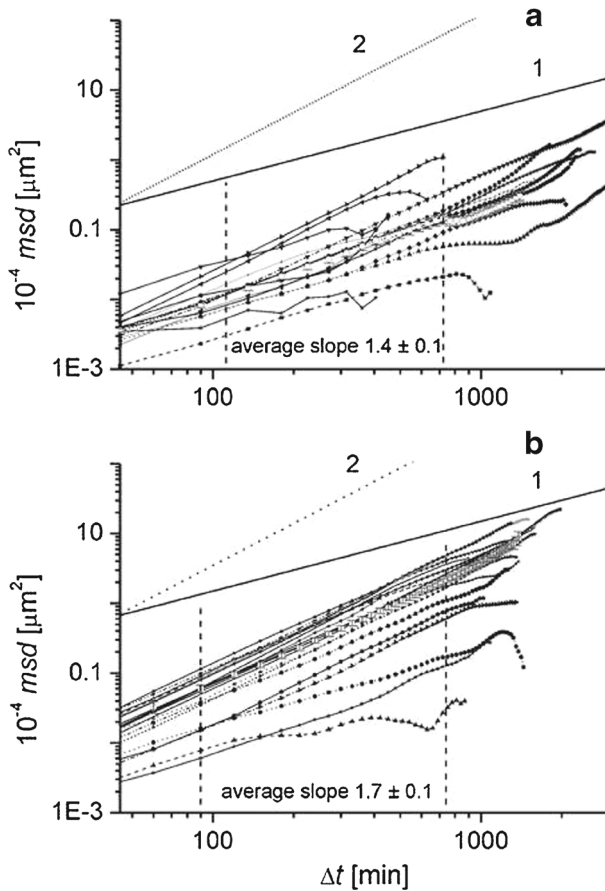 a
2
1
10
1
0.1
1E-3
10⁻⁴ msd [µm²]
average slope 1.4 ± 0.1
100
1000
b
2
1
10
0.1
1E-3
10⁻⁴ msd [µm²]
average slope 1.7 ± 0.1
100
1000
Δt [min]